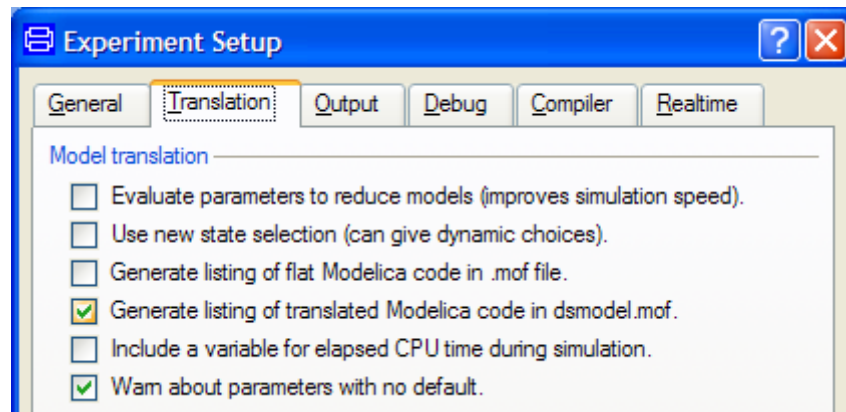 Experiment Setup
General Translation Output Debug Compiler Realtime
Model translation
Evaluate parameters to reduce models (improves simulation speed).
Use new state selection (can give dynamic choices).
Generate listing of flat Modelica code in .mof file.
Generate listing of translated Modelica code in dsmodel.mof.
Include a variable for elapsed CPU time during simulation.
Warn about parameters with no default.